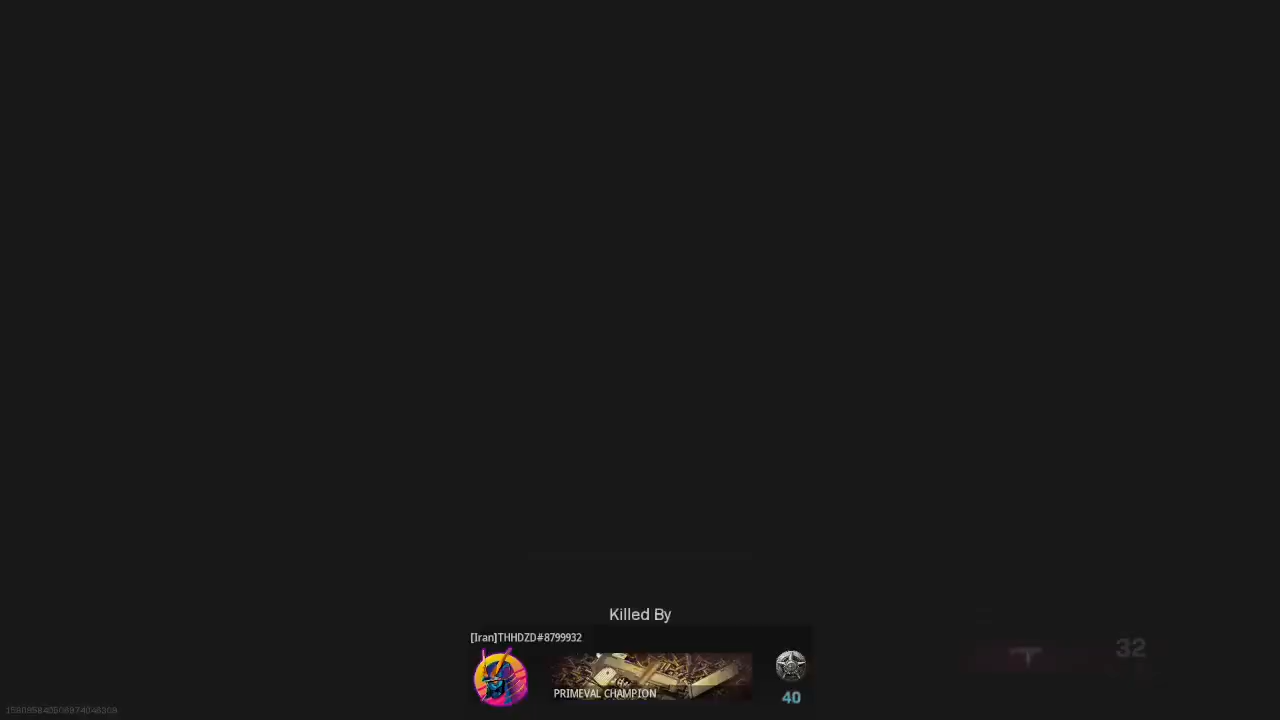 Killed By
[Iran]THHDZD#8799932
PRIMEVAL CHAMPION
40
32